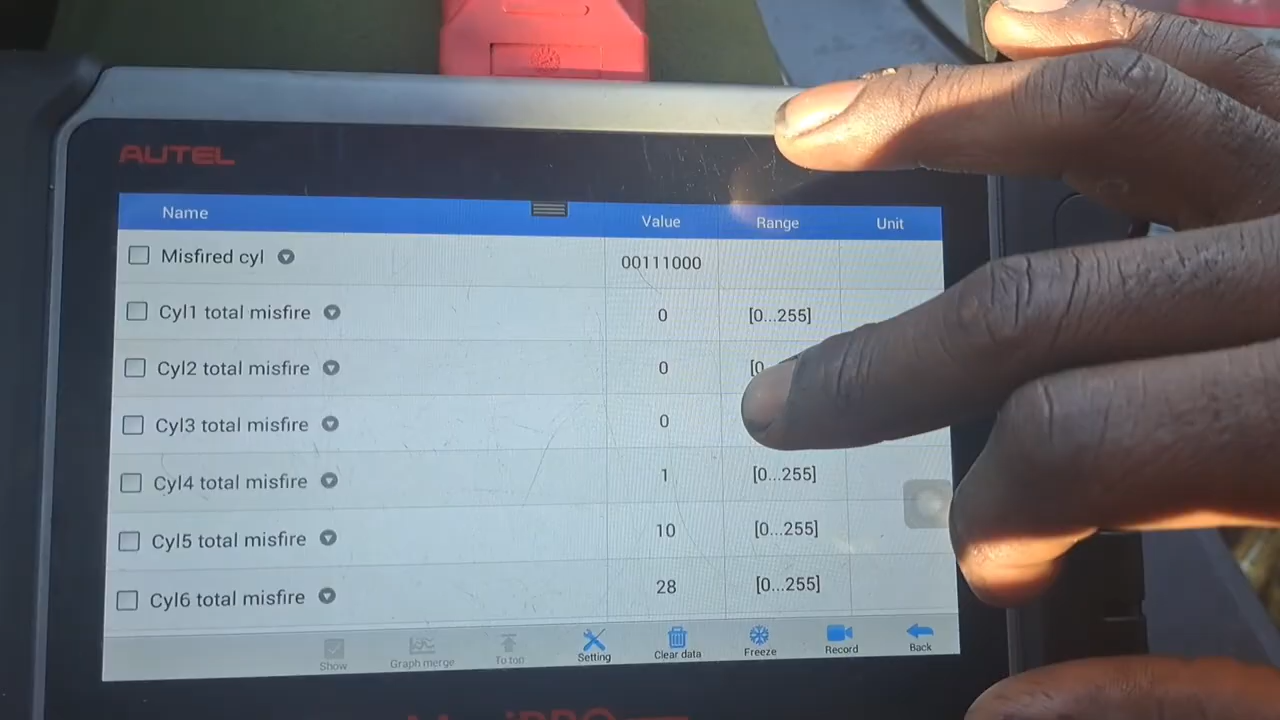 AUTEL
Name Value Range Unit
Misfired cyl 00111000
Cyl1 total misfire 0 [0...255]
Cyl2 total misfire 0 [0
Cyl3 total misfire 0
Cyl4 total misfire 1 [0...255]
Cyl5 total misfire 10 [0...255]
Cyl6 total misfire 28 [0...255]
Show Graph merge To top Setting Clear data Freeze Record Back